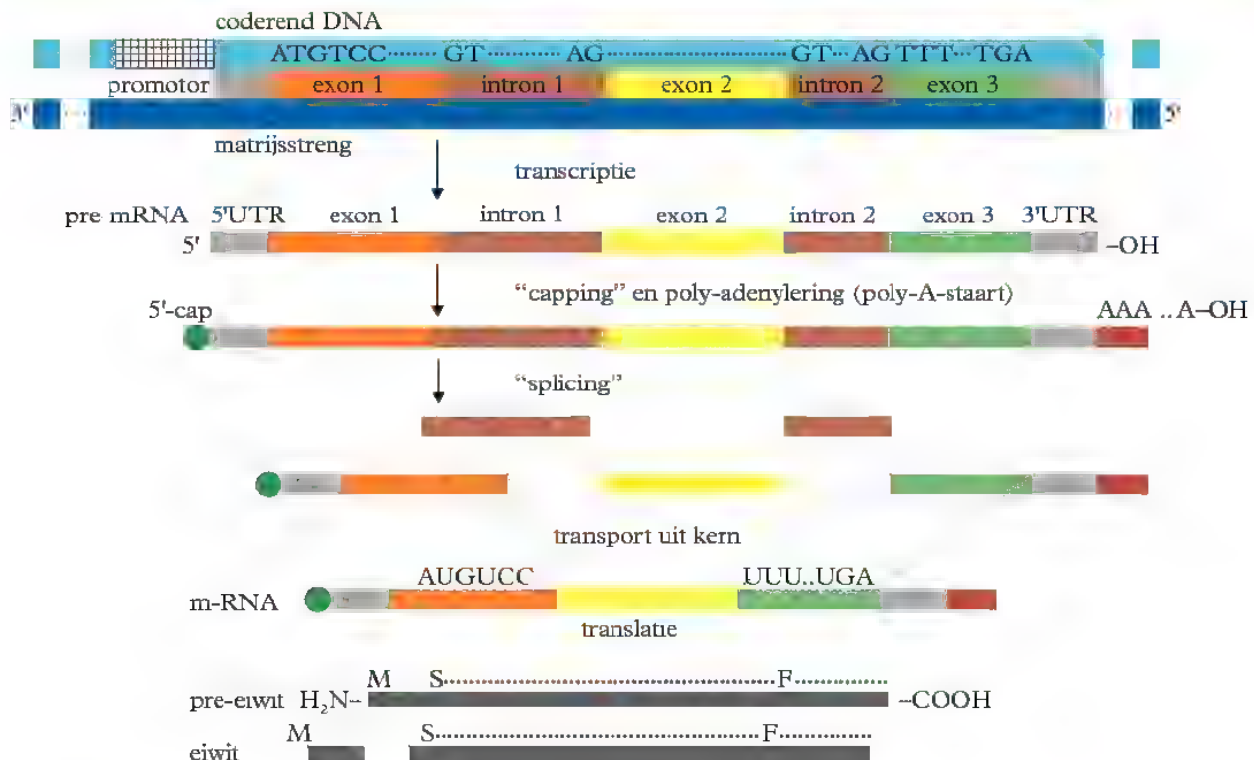 coderend DNA
ATGTCC········GT···········AG····························GT···AGTTT···TGA
promotor exon 1 intron 1 exon 2 intron 2 exon 3
3' 5'
matrijsstreng
transcriptie
pre mRNA 5'UTR exon 1 intron 1 exon 2 intron 2 exon 3 3'UTR
5' –OH
"capping" en poly-adenylering (poly-A-staart)
5'-cap AAA ..A–OH
"splicing"
transport uit kern
AUGUCC UUU..UGA
m-RNA
translatie
M S····························F··········
pre-eiwit H₂N– –COOH
M S····························F··········
eiwit